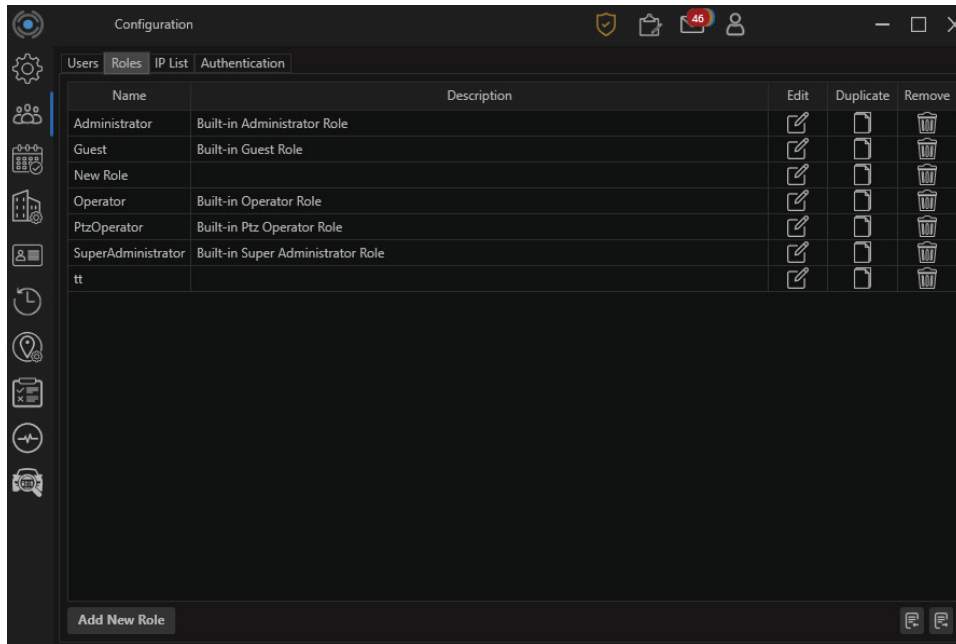 Configuration
46
Users Roles IP List Authentication
Name Description Edit Duplicate Remove
Administrator Built-in Administrator Role
Guest Built-in Guest Role
New Role
Operator Built-in Operator Role
PtzOperator Built-in Ptz Operator Role
SuperAdministrator Built-in Super Administrator Role
tt
Add New Role